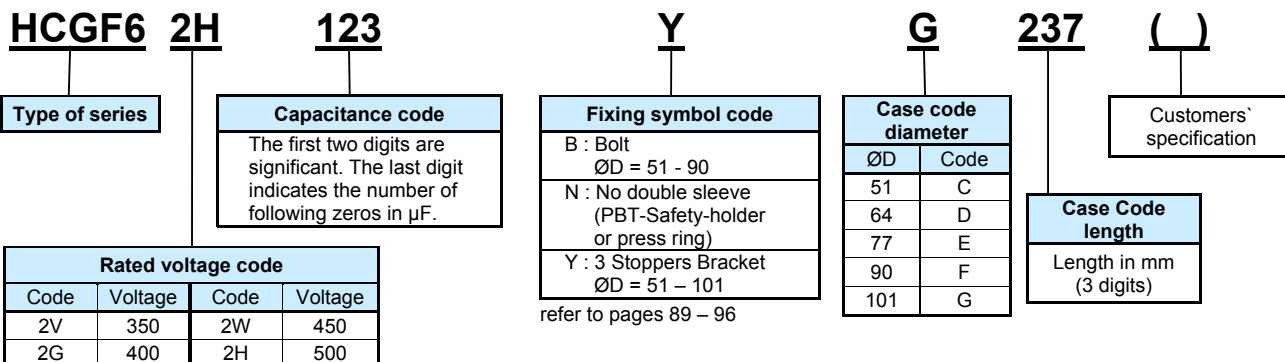 HCGF6 2H 123 Y G 237 ( )
Type of series
Capacitance code
The first two digits are
significant. The last digit
indicates the number of
following zeros in µF.
Rated voltage code
Code Voltage Code Voltage
2V 350 2W 450
2G 400 2H 500
Fixing symbol code
B : Bolt
ØD = 51 - 90
N : No double sleeve
(PBT-Safety-holder
or press ring)
Y : 3 Stoppers Bracket
ØD = 51 – 101
refer to pages 89 – 96
Case code
diameter
ØD Code
51 C
64 D
77 E
90 F
101 G
Case Code
length
Length in mm
(3 digits)
Customers`
specification